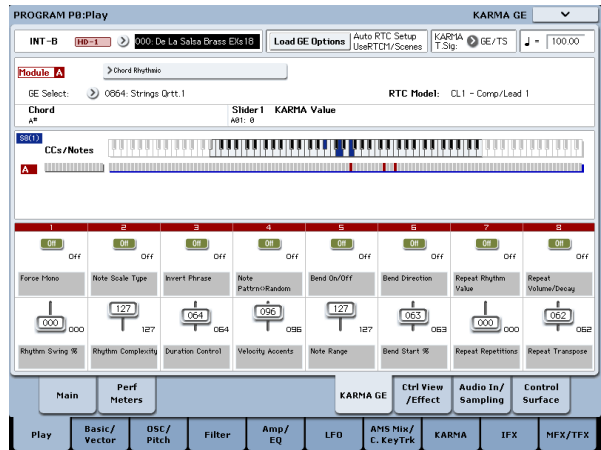 PROGRAM P0:Play
KARMA GE
INT-B HD-1 000: De La Salsa Brass EXs18 Load GE Options Auto RTC Setup UseRTCM/Scenes KARMA T.Sig: GE/TS ♩ = 100.00
Module A Chord Rhythmic
GE Select: 0864: Strings Qrtt.1 RTC Model: CL1 - Comp/Lead 1
Chord Slider1 KARMA Value
A# A01: 0
S8(1)
CCs/Notes
A
1 2 3 4 5 6 7 8
Off Off Off Off Off Off Off Off
Off Off Off Off Off Off Off Off
Force Mono Note Scale Type Invert Phrase Note Pattrn<>Random Bend On/Off Bend Direction Repeat Rhythm Value Repeat Volume/Decay
000 127 064 096 127 063 000 062
000 127 064 096 127 063 000 062
Rhythm Swing % Rhythm Complexity Duration Control Velocity Accents Note Range Bend Start % Repeat Repetitions Repeat Transpose
Main Perf Meters KARMA GE Ctrl View /Effect Audio In/ Sampling Control Surface
Play Basic/ Vector OSC/ Pitch Filter Amp/ EQ LFO AMS Mix/ C. KeyTrk KARMA IFX MFX/TFX